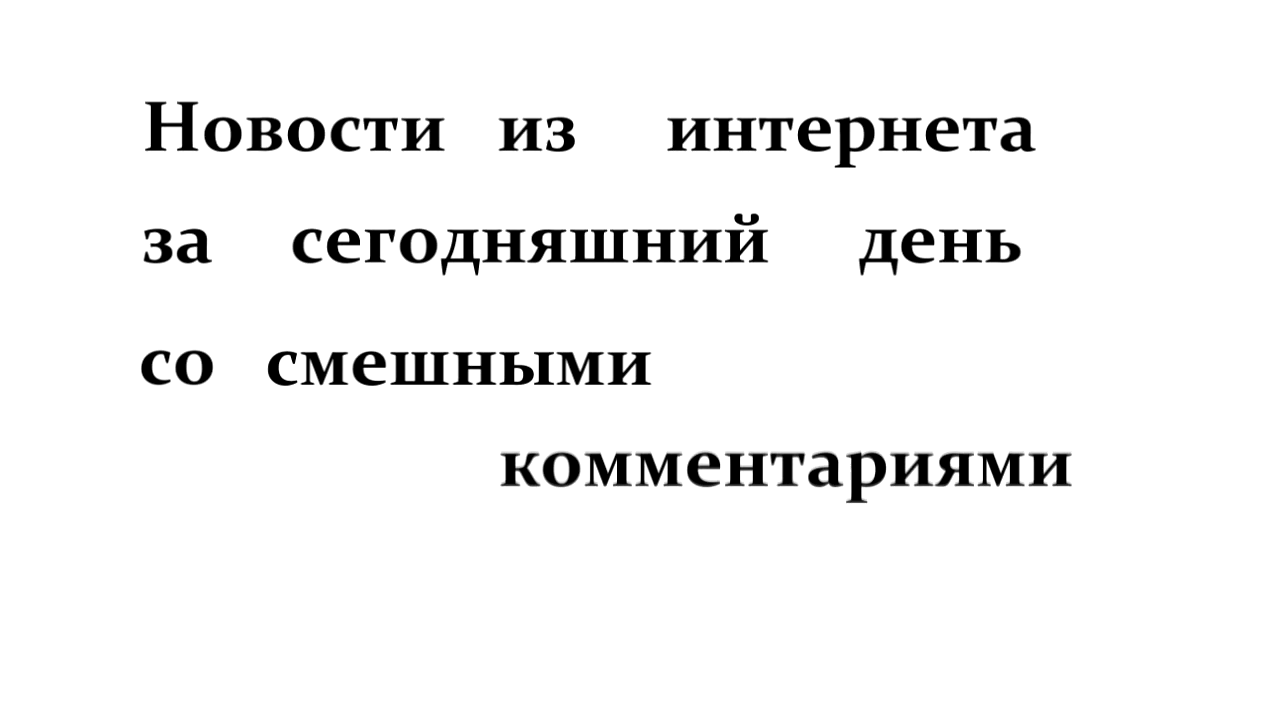 Новости из интернета
за сегодняшний день
со смешными
комментариями